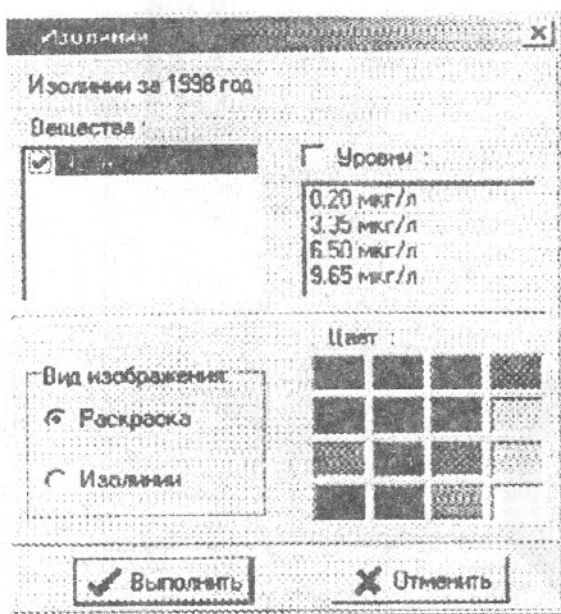 Изолинии
Изолинии за 1998 год
Вещества :
Уровни :
0.20 мкг/л
3.35 мкг/л
6.50 мкг/л
9.65 мкг/л
Цвет :
Вид изображения:
Раскраска
Изолинии
Выполнить
Отменить